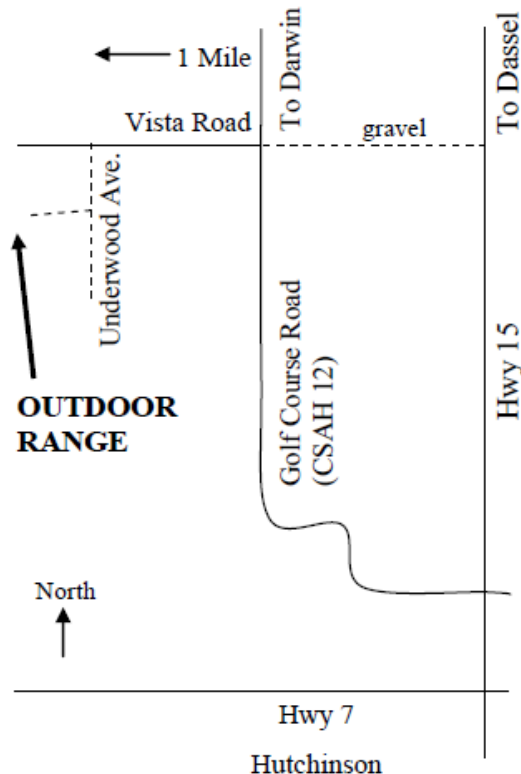 1 Mile
To Darwin
To Dassel
Vista Road
gravel
Underwood Ave.
Golf Course Road
(CSAH 12)
Hwy 15
OUTDOOR
RANGE
North
Hwy 7
Hutchinson